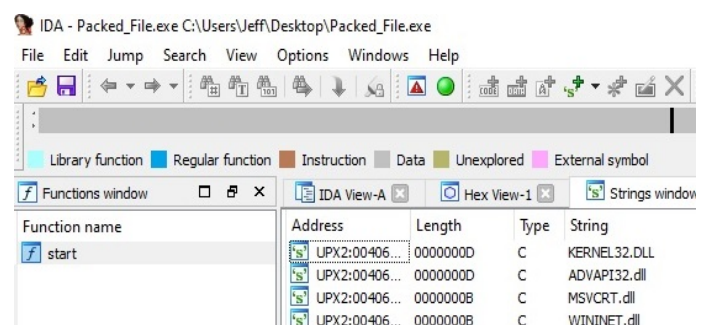 IDA - Packed_File.exe C:\Users\Jeff\Desktop\Packed_File.exe
File Edit Jump Search View Options Windows Help
Library function Regular function Instruction Data Unexplored External symbol
Functions window IDA View-A Hex View-1 Strings window
Function name Address Length Type String
start UPX2:00406... 0000000D C KERNEL32.DLL
UPX2:00406... 0000000D C ADVAPI32.dll
UPX2:00406... 0000000B C MSVCRT.dll
UPX2:00406... 0000000B C WININET.dll